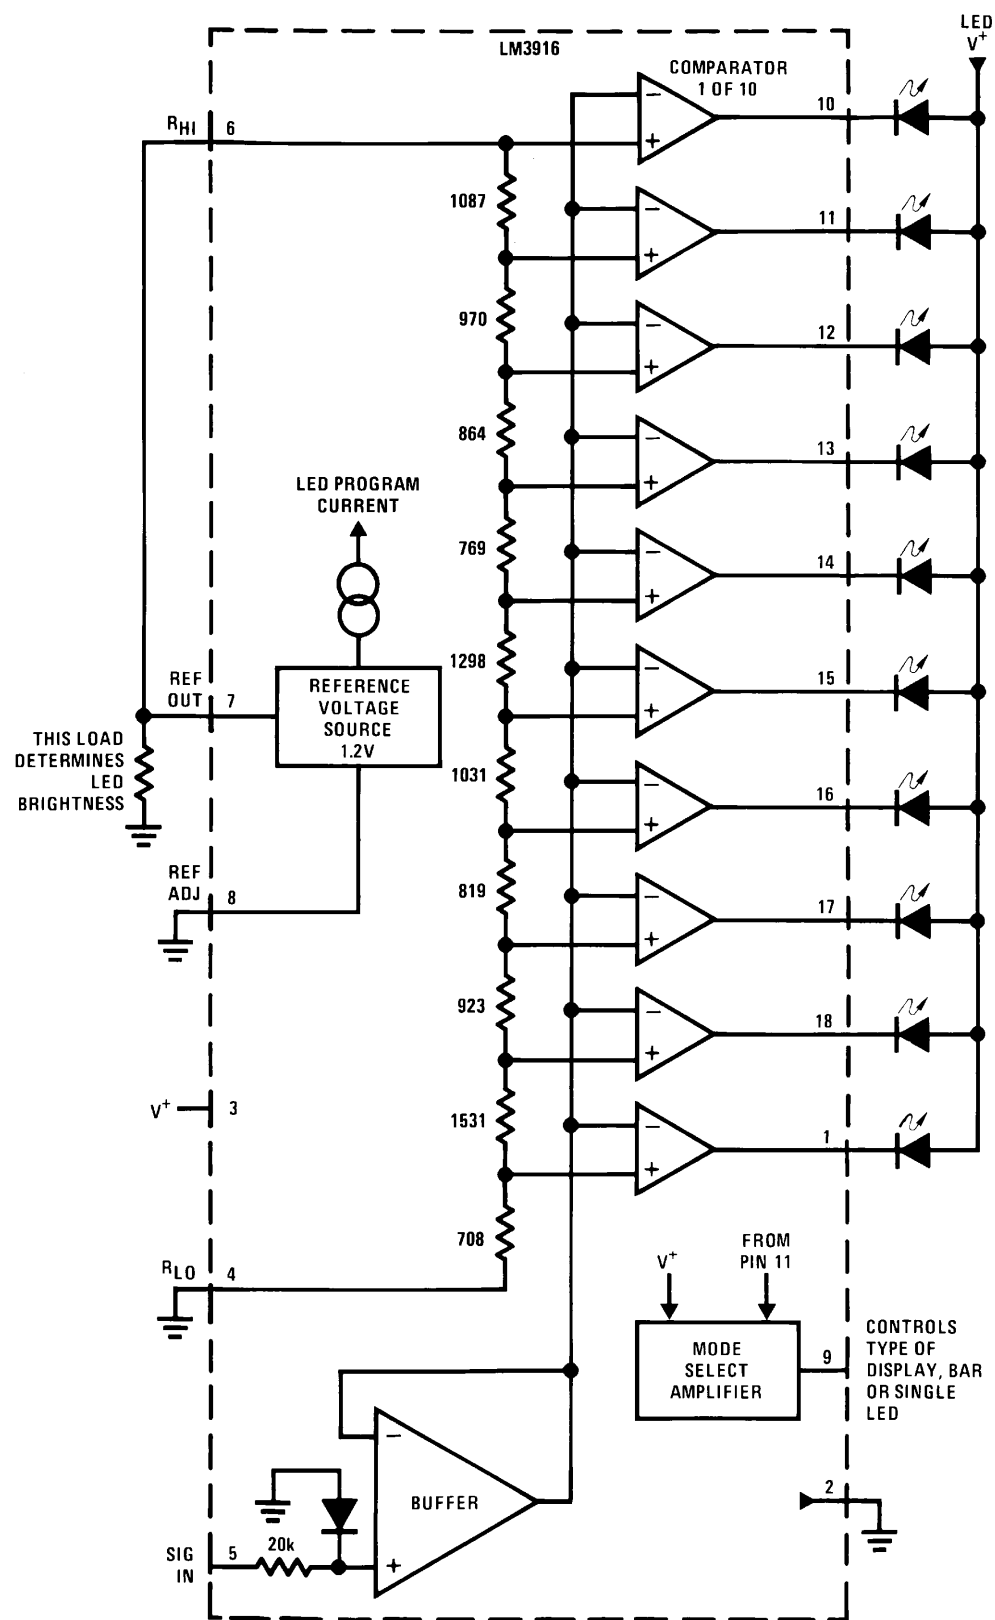 LED
V+
LM3916
COMPARATOR
1 OF 10
10
RHI
6
−
+
1087
11
−
+
970
12
−
+
864
13
−
+
LED PROGRAM
CURRENT
769
14
−
+
1298
15
−
+
REF
OUT
7
REFERENCE
VOLTAGE
SOURCE
1.2V
THIS LOAD
DETERMINES
LED
BRIGHTNESS
1031
16
−
+
REF
ADJ
8
819
17
−
+
923
18
−
+
V+
3
1531
1
−
+
708
RLO
4
V+
FROM
PIN 11
MODE
SELECT
AMPLIFIER
9
CONTROLS
TYPE OF
DISPLAY, BAR
OR SINGLE
LED
−
BUFFER
+
2
SIG
IN
5
20k